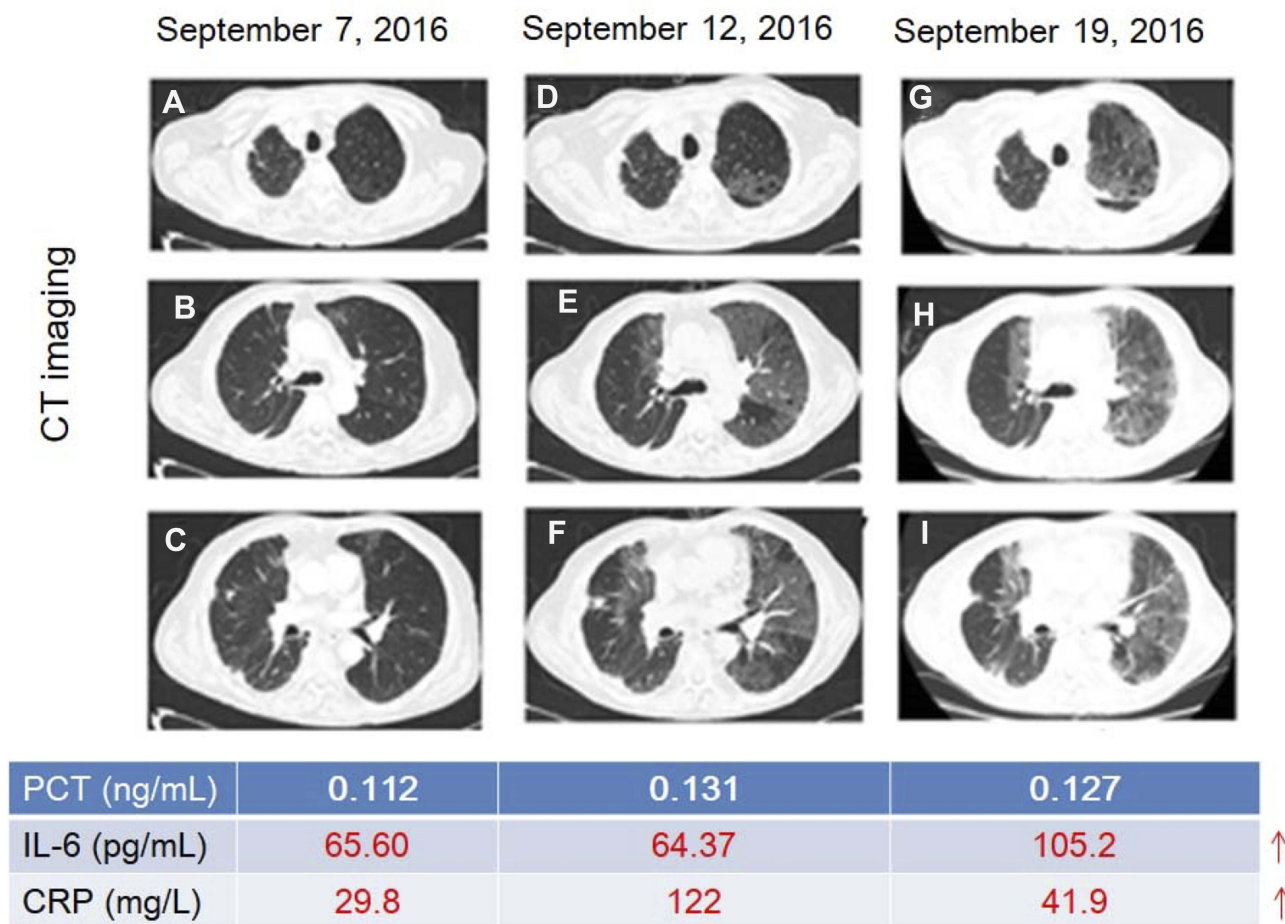 September 7, 2016 September 12, 2016 September 19, 2016
A D G
CT imaging
B E H
C F I
PCT (ng/mL) 0.112 0.131 0.127
IL-6 (pg/mL) 65.60 64.37 105.2 ↑
CRP (mg/L) 29.8 122 41.9 ↑